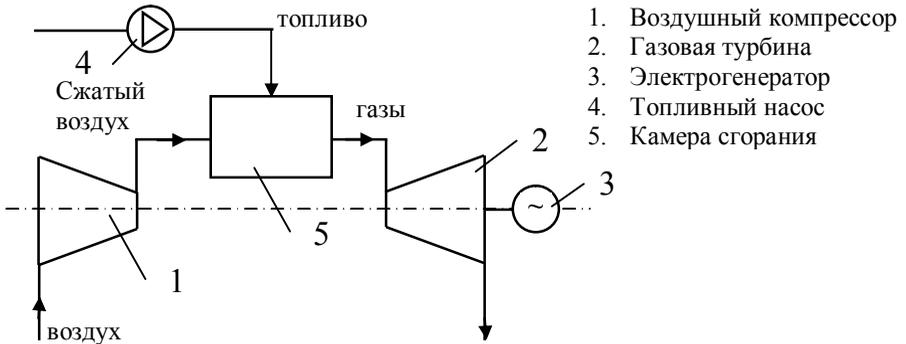 топливо
4
Сжатый
воздух
газы
2
3
~
5
1
воздух
1. Воздушный компрессор
2. Газовая турбина
3. Электрогенератор
4. Топливный насос
5. Камера сгорания